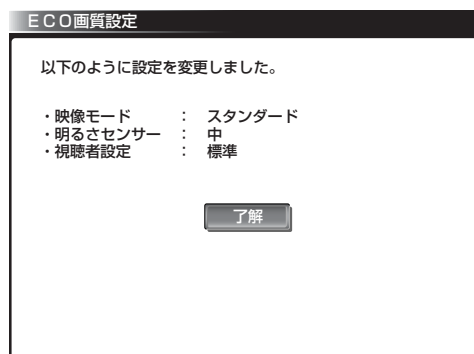 ＥＣＯ画質設定
以下のように設定を変更しました。
・映像モード　：　スタンダード
・明るさセンサー　：　中
・視聴者設定　：　標準
了解